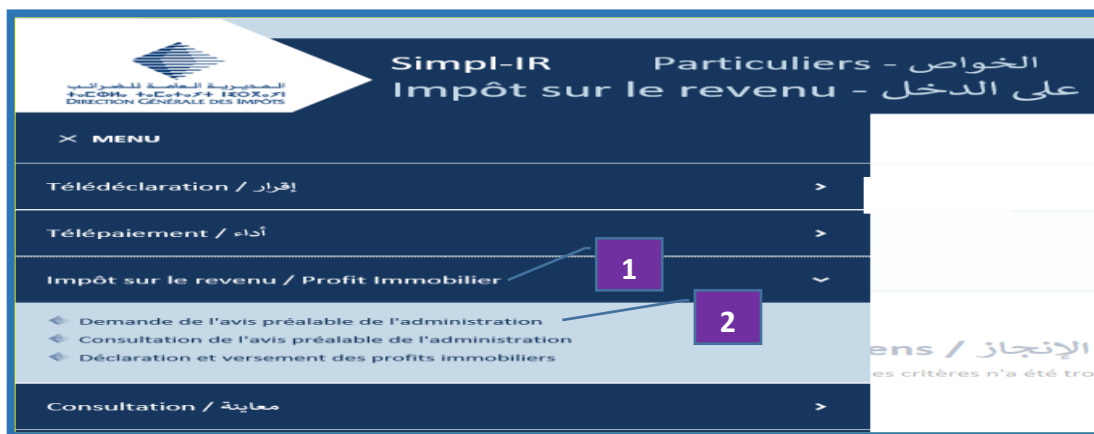 المديرية العامة للضرائب
ⵜⴰⵎⵀⵍⴰ ⵜⴰⵎⴰⵜⴰⵢⵜ ⵏ ⵉⵎⵓⵙⵙⵓⵜⵏ
DIRECTION GÉNÉRALE DES IMPÔTS
Simpl-IR Particuliers - الخواص
Impôt sur le revenu - على الدخل
× MENU
Télédéclaration / إقرار >
Télépaiement / أداء >
1
Impôt sur le revenu / Profit Immobilier
2
Demande de l'avis préalable de l'administration
Consultation de l'avis préalable de l'administration
Déclaration et versement des profits immobiliers
ens / الإنجاز
es critères n'a été tro
Consultation / معاينة >